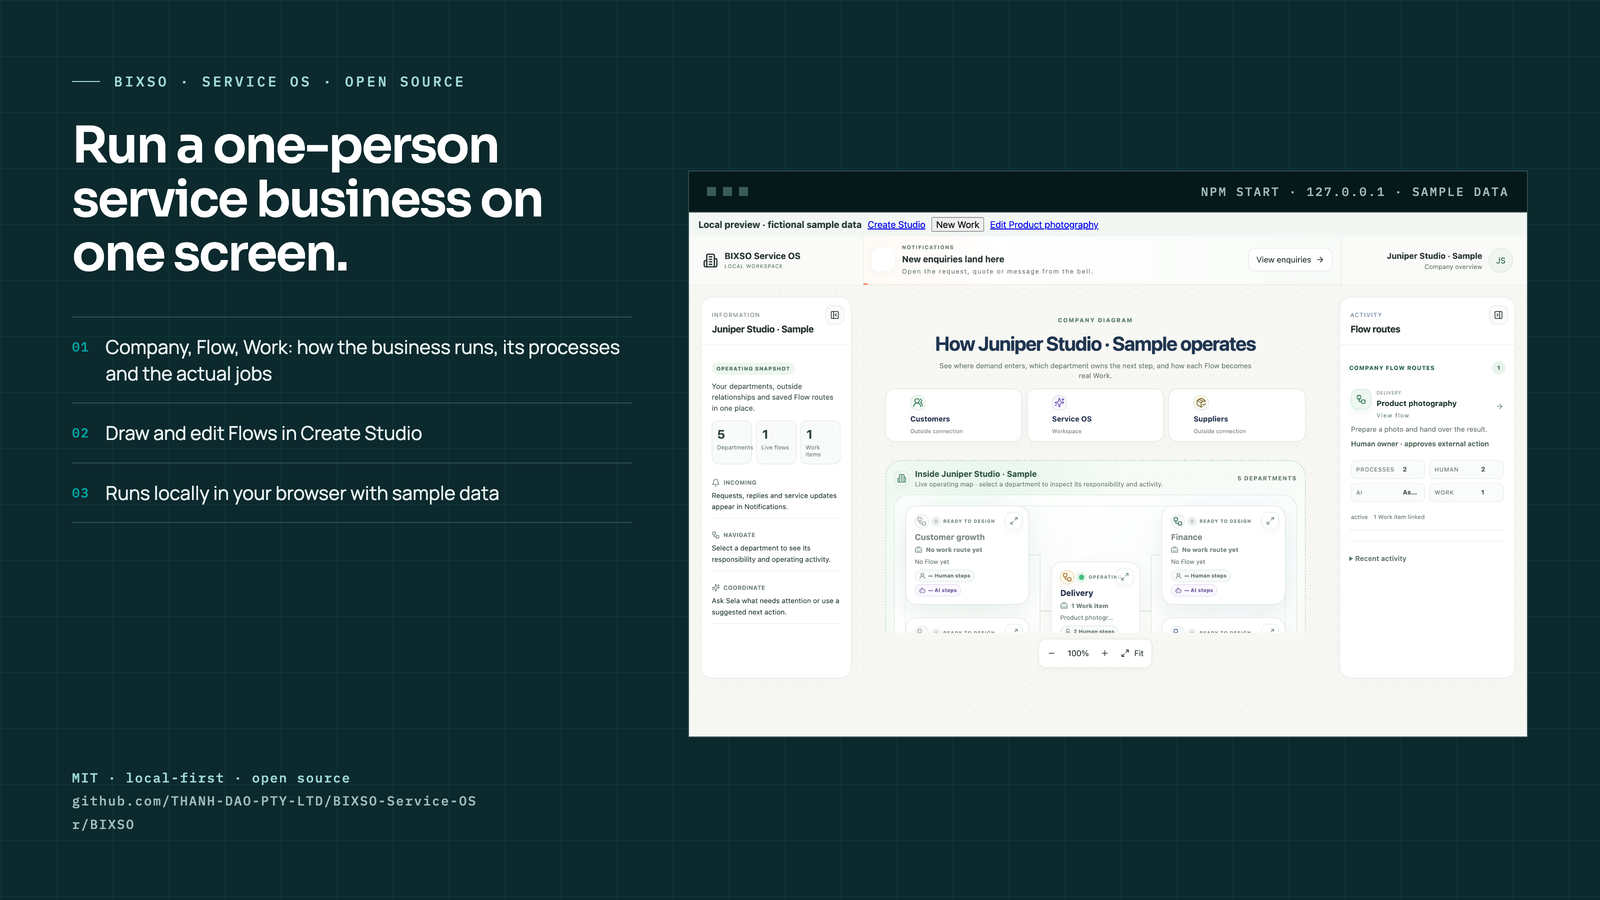 BIXSO · SERVICE OS · OPEN SOURCE
Run a one-person
service business on
one screen.
01 Company, Flow, Work: how the business runs, its processes
and the actual jobs
02 Draw and edit Flows in Create Studio
03 Runs locally in your browser with sample data
MIT · local-first · open source
github.com/THANH-DAO-PTY-LTD/BIXSO-Service-OS
r/BIXSO
NPM START · 127.0.0.1 · SAMPLE DATA
Local preview · fictional sample data Create Studio New Work Edit Product photography
BIXSO Service OS
LOCAL WORKSPACE
NOTIFICATIONS
New enquiries land here
Open the request, quote or message from the bell.
View enquiries →
Juniper Studio · Sample
Company overview
JS
INFORMATION
Juniper Studio · Sample
OPERATING SNAPSHOT
Your departments, outside
relationships and saved Flow routes
in one place.
5 1 1
Departments Live flows Work
items
INCOMING
Requests, replies and service updates
appear in Notifications.
NAVIGATE
Select a department to see its
responsibility and operating activity.
COORDINATE
Ask Sela what needs attention or use a
suggested next action.
COMPANY DIAGRAM
How Juniper Studio · Sample operates
See where demand enters, which department owns the next step, and how each Flow becomes
real Work.
Customers
Outside connection
Service OS
Workspace
Suppliers
Outside connection
Inside Juniper Studio · Sample
Live operating map · select a department to inspect its responsibility and activity.
5 DEPARTMENTS
READY TO DESIGN
Customer growth
No work route yet
No Flow yet
— Human steps
— AI steps
READY TO DESIGN
OPERATIN
Delivery
1 Work item
Product photogr...
2 Human steps
READY TO DESIGN
Finance
No work route yet
No Flow yet
— Human steps
— AI steps
READY TO DESIGN
− 100% + Fit
ACTIVITY
Flow routes
COMPANY FLOW ROUTES 1
DELIVERY
Product photography →
View flow
Prepare a photo and hand over the result.
Human owner · approves external action
PROCESSES 2 HUMAN 2
AI As... WORK 1
active 1 Work item linked
▸ Recent activity